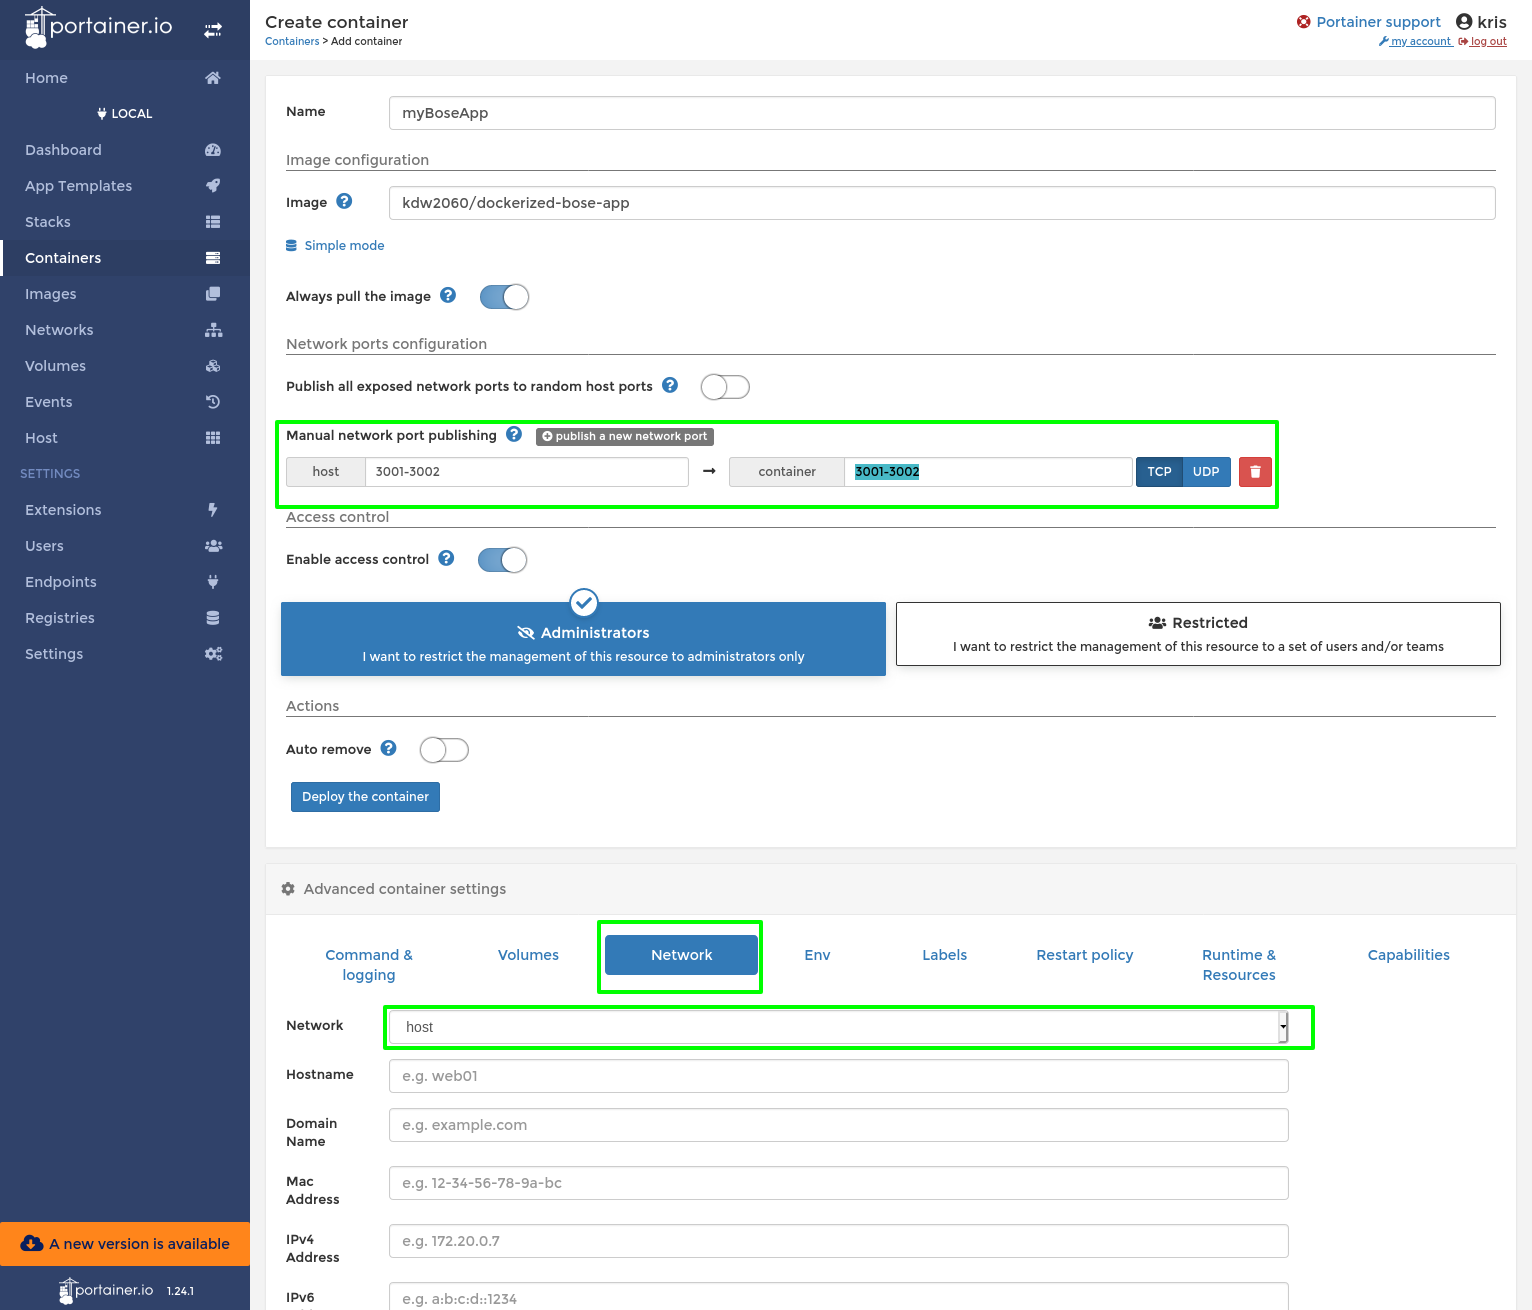 portainer.io
Home
LOCAL
Dashboard
App Templates
Stacks
Containers
Images
Networks
Volumes
Events
Host
SETTINGS
Extensions
Users
Endpoints
Registries
Settings
A new version is available
portainer.io 1.24.1
Create container
Containers > Add container
Portainer support kris
my account log out
Name myBoseApp
Image configuration
Image ? kdw2060/dockerized-bose-app
Simple mode
Always pull the image ?
Network ports configuration
Publish all exposed network ports to random host ports ?
Manual network port publishing ? publish a new network port
host 3001-3002 → container 3001-3002 TCP UDP
Access control
Enable access control ?
Administrators
I want to restrict the management of this resource to administrators only
Restricted
I want to restrict the management of this resource to a set of users and/or teams
Actions
Auto remove ?
Deploy the container
Advanced container settings
Command & logging
Volumes
Network
Env
Labels
Restart policy
Runtime & Resources
Capabilities
Network host
Hostname e.g. web01
Domain Name e.g. example.com
Mac Address e.g. 12-34-56-78-9a-bc
IPv4 Address e.g. 172.20.0.7
IPv6 e.g. a:b:c:d::1234